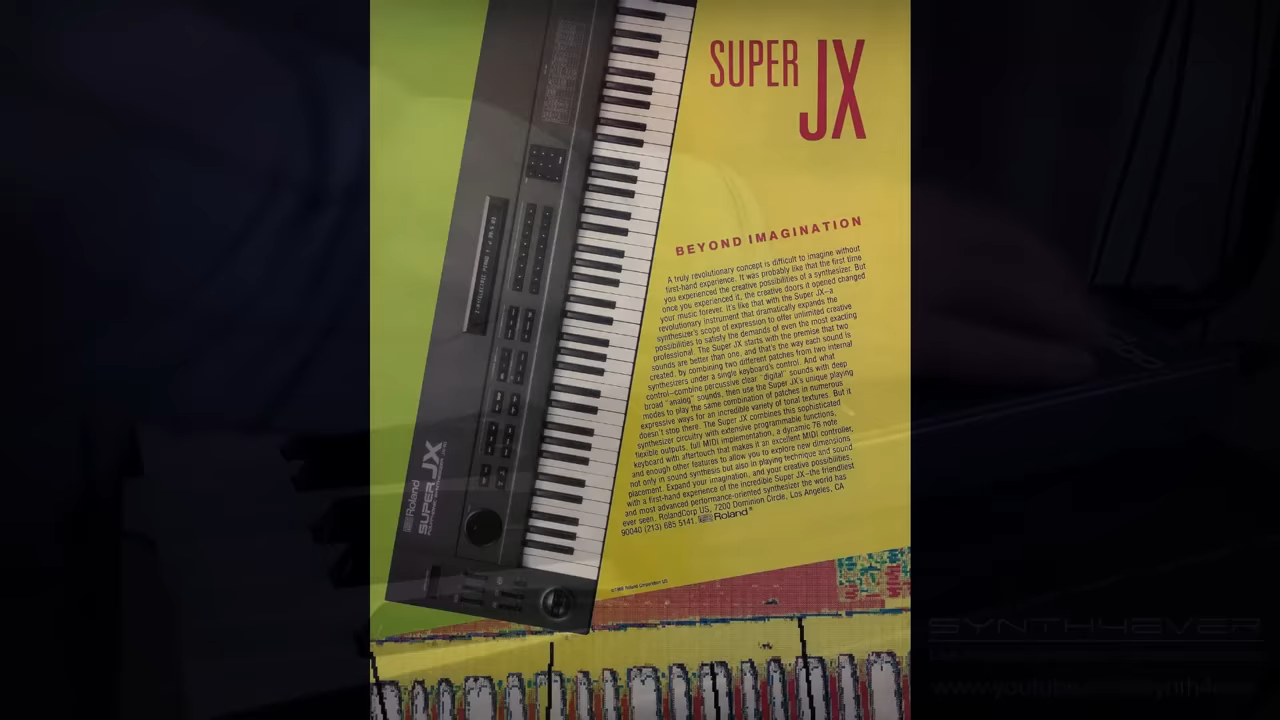 SUPER
JX
BEYOND IMAGINATION
A truly revolutionary concept is difficult to imagine without
first-hand experience. It was probably like that the first time
you experienced the creative possibilities of a synthesizer. But
once you experienced it, the creative doors it opened changed
your music forever. It's like that with the Super JX–a
revolutionary instrument that dramatically expands the
synthesizer's scope of expression to offer unlimited creative
possibilities to satisfy the demands of even the most exacting
professional. The Super JX starts with the premise that two
sounds are better than one, and that's the way each sound is
created, by combining two different patches from two internal
synthesizers under a single keyboard's control. And what
control–combine percussive clear "digital" sounds with deep
broad "analog" sounds, then use the Super JX's unique playing
modes to play the same combination of patches in numerous
expressive ways for an incredible variety of tonal textures. But it
doesn't stop there. The Super JX combines this sophisticated
synthesizer circuitry with extensive programmable functions,
flexible outputs, full MIDI implementation, a dynamic 76 note
keyboard with aftertouch that makes it an excellent MIDI controller,
and enough other features to allow you to explore new dimensions
not only in sound synthesis but also in playing technique and sound
placement. Expand your imagination, and your creative possibilities,
with a first-hand experience of the incredible Super JX–the friendliest
and most advanced performance-oriented synthesizer the world has
ever seen. RolandCorp US, 7200 Dominion Circle, Los Angeles, CA
90040 (213) 685 5141. Roland®
Roland
SUPER JX
SYNTH4EVER